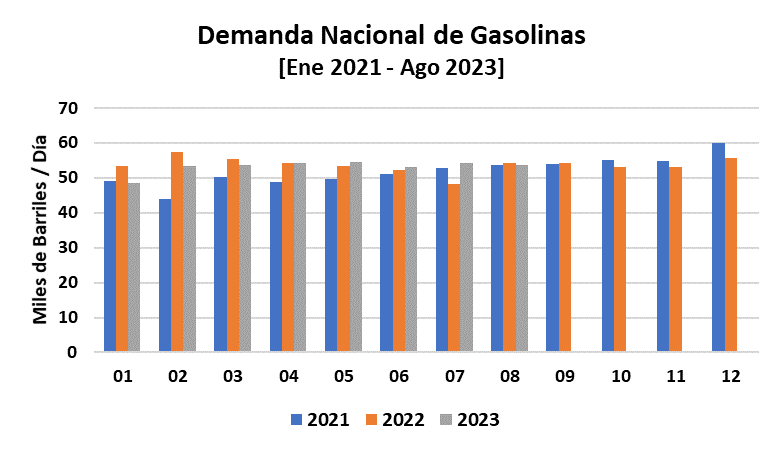 Demanda Nacional de Gasolinas
[Ene 2021 - Ago 2023]
Miles de Barriles / Día
70
60
50
40
30
20
10
0
01 02 03 04 05 06 07 08 09 10 11 12
2021 2022 2023